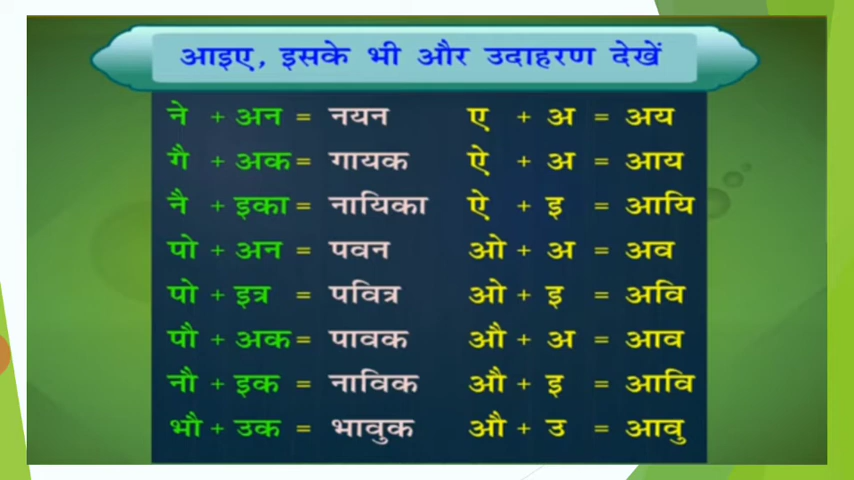 आइए, इसके भी और उदाहरण देखें
ने + अन = नयन ए + अ = अय
गै + अक = गायक ऐ + अ = आय
नै + इका = नायिका ऐ + इ = आयि
पो + अन = पवन ओ + अ = अव
पो + इत्र = पवित्र ओ + इ = अवि
पौ + अक = पावक औ + अ = आव
नौ + इक = नाविक औ + इ = आवि
भौ + उक = भावुक औ + उ = आवु